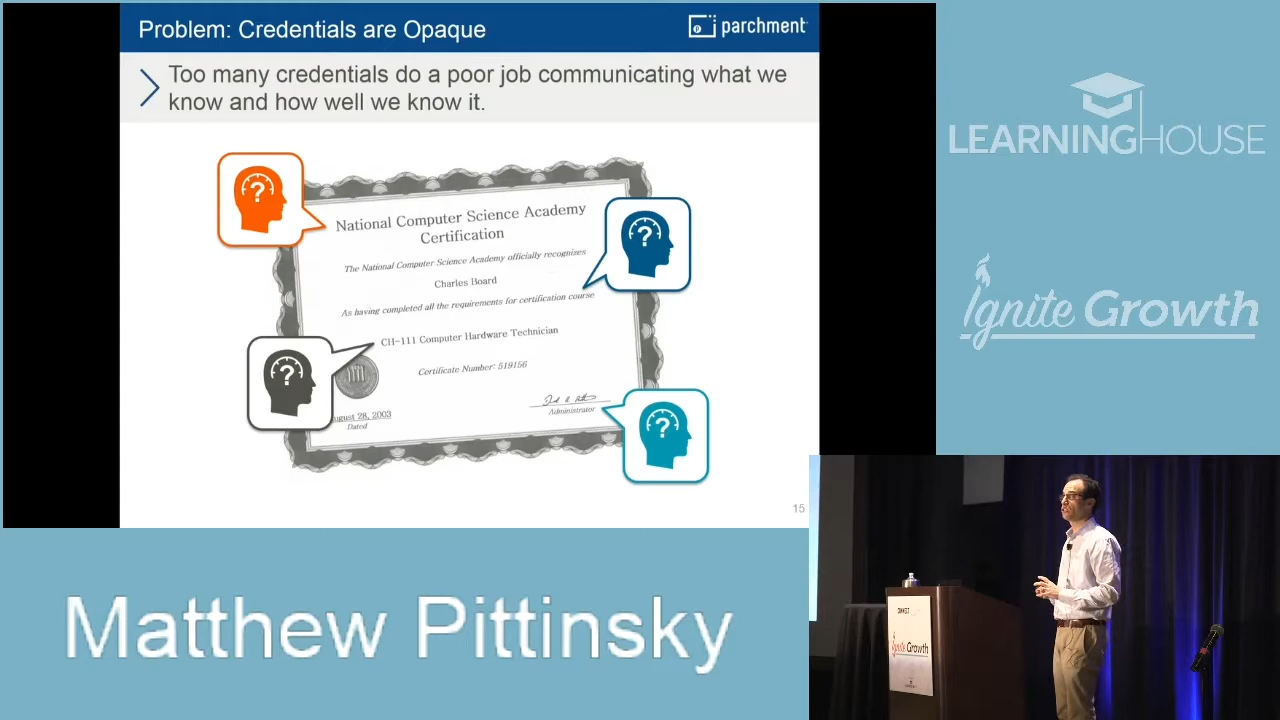 Problem: Credentials are Opaque
parchment
Too many credentials do a poor job communicating what we
know and how well we know it.
?
?
National Computer Science Academy
Certification
The National Computer Science Academy officially recognizes
Charles Board
As having completed all the requirements for certification course
CH-111 Computer Hardware Technician
Certificate Number: 519156
?
?
ugust 28, 2003
Dated
Administrator
15
LEARNINGHOUSE
Ignite Growth
Matthew Pittinsky
Ignite Growth